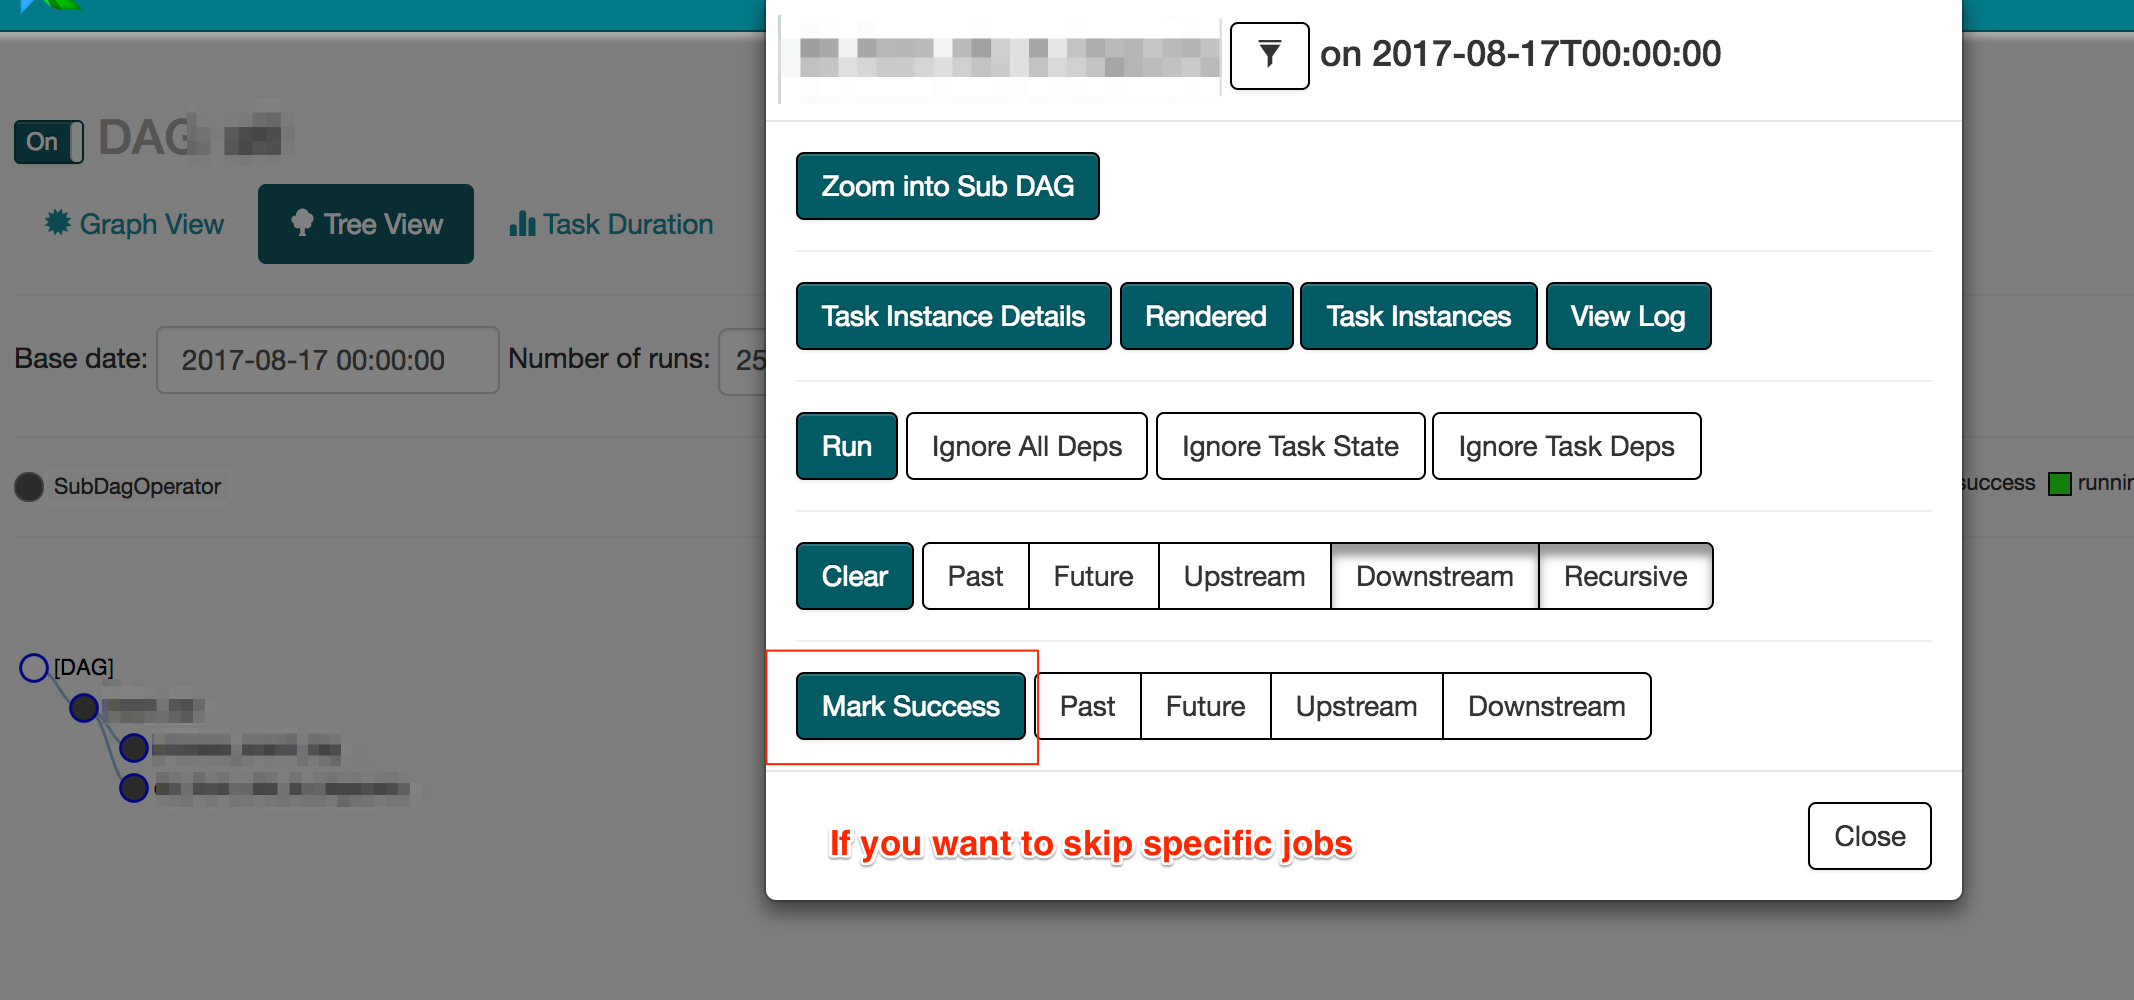 on 2017-08-17T00:00:00
On DAG
Graph View Tree View Task Duration
Base date: 2017-08-17 00:00:00 Number of runs: 25
SubDagOperator
success runnin
[DAG]
Zoom into Sub DAG
Task Instance Details Rendered Task Instances View Log
Run Ignore All Deps Ignore Task State Ignore Task Deps
Clear Past Future Upstream Downstream Recursive
Mark Success Past Future Upstream Downstream
If you want to skip specific jobs
Close